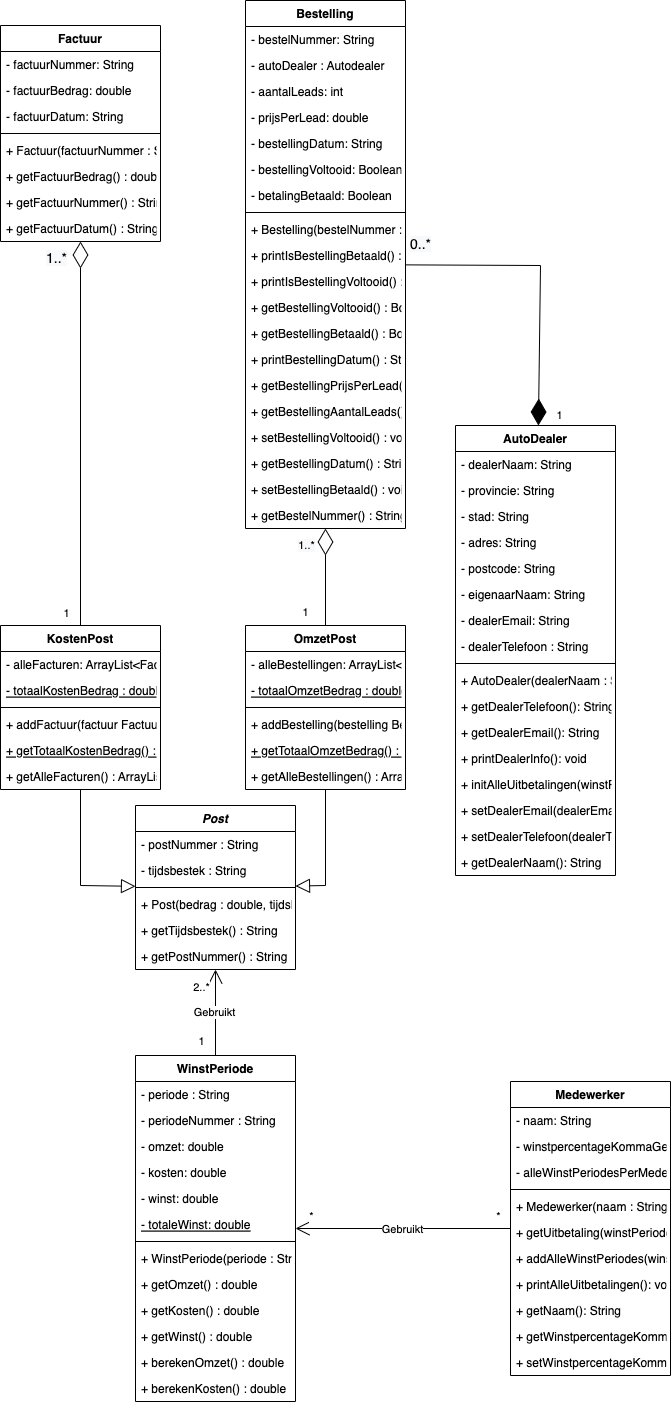 Factuur
- factuurNummer: String
- factuurBedrag: double
- factuurDatum: String
+ Factuur(factuurNummer :
+ getFactuurBedrag() : doub
+ getFactuurNummer() : Stri
+ getFactuurDatum() : String
1..*
1
Bestelling
- bestelNummer: String
- autoDealer : Autodealer
- aantalLeads: int
- prijsPerLead: double
- bestellingDatum: String
- bestellingVoltooid: Boolean
- betalingBetaald: Boolean
+ Bestelling(bestelNummer :
+ printIsBestellingBetaald() :
+ printIsBestellingVoltooid() :
+ getBestellingVoltooid() : Bo
+ getBestellingBetaald() : Bo
+ printBestellingDatum() : St
+ getBestellingPrijsPerLead(
+ getBestellingAantalLeads(
+ setBestellingVoltooid() : vo
+ getBestellingDatum() : Stri
+ setBestellingBetaald() : voi
+ getBestelNummer() : String
0..*
1
1..*
1
AutoDealer
- dealerNaam: String
- provincie: String
- stad: String
- adres: String
- postcode: String
- eigenaarNaam: String
- dealerEmail: String
- dealerTelefoon : String
+ AutoDealer(dealerNaam :
+ getDealerTelefoon(): String
+ getDealerEmail(): String
+ printDealerInfo(): void
+ initAlleUitbetalingen(winstF
+ setDealerEmail(dealerEma
+ setDealerTelefoon(dealerT
+ getDealerNaam(): String
KostenPost
- alleFacturen: ArrayList<Fac
- totaalKostenBedrag : doubl
+ addFactuur(factuur Factuu
+ getTotaalKostenBedrag() :
+ getAlleFacturen() : ArrayLi
OmzetPost
- alleBestellingen: ArrayList<
- totaalOmzetBedrag : doubl
+ addBestelling(bestelling Be
+ getTotaalOmzetBedrag() :
+ getAlleBestellingen() : Arra
Post
- postNummer : String
- tijdsbestek : String
+ Post(bedrag : double, tijds
+ getTijdsbestek() : String
+ getPostNummer() : String
2..*
Gebruikt
1
WinstPeriode
- periode : String
- periodeNummer : String
- omzet: double
- kosten: double
- winst: double
- totaleWinst: double
+ WinstPeriode(periode : Str
+ getOmzet() : double
+ getKosten() : double
+ getWinst() : double
+ berekenOmzet() : double
+ berekenKosten() : double
*
Gebruikt
*
Medewerker
- naam: String
- winstpercentageKommaGe
- alleWinstPeriodesPerMede
+ Medewerker(naam : String
+ getUitbetaling(winstPeriod
+ addAlleWinstPeriodes(win
+ printAlleUitbetalingen(): vo
+ getNaam(): String
+ getWinstpercentageKomm
+ setWinstpercentageKomm